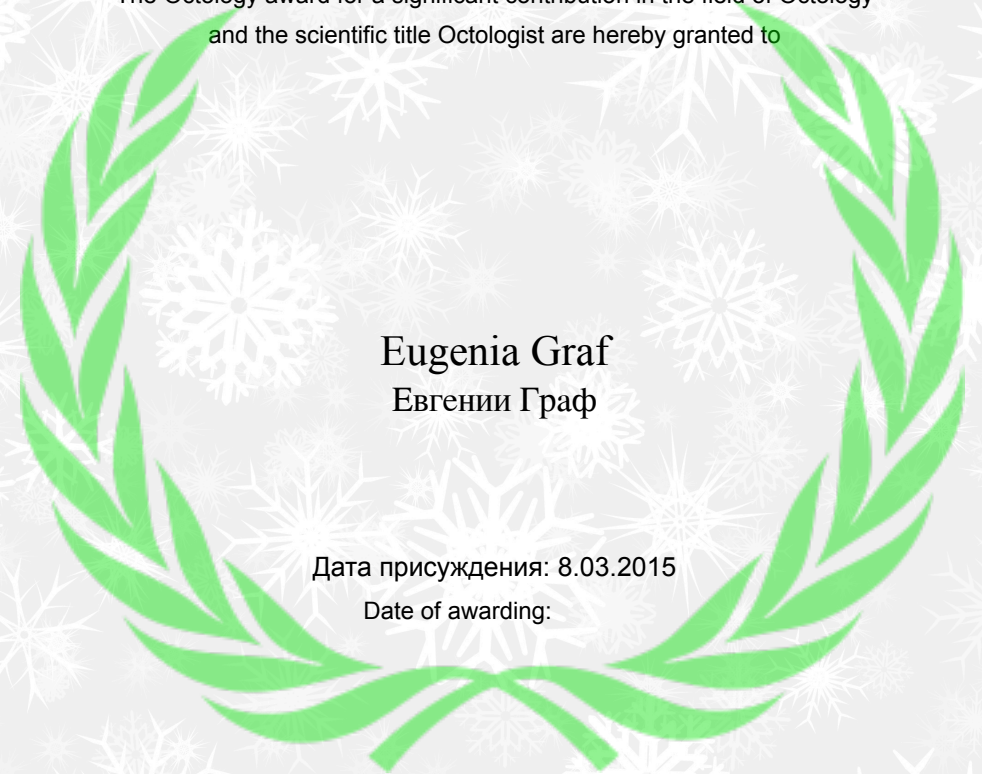 The Octology award for a significant contribution in the field of Octology
and the scientific title Octologist are hereby granted to
Eugenia Graf
Евгении Граф
Дата присуждения: 8.03.2015
Date of awarding: